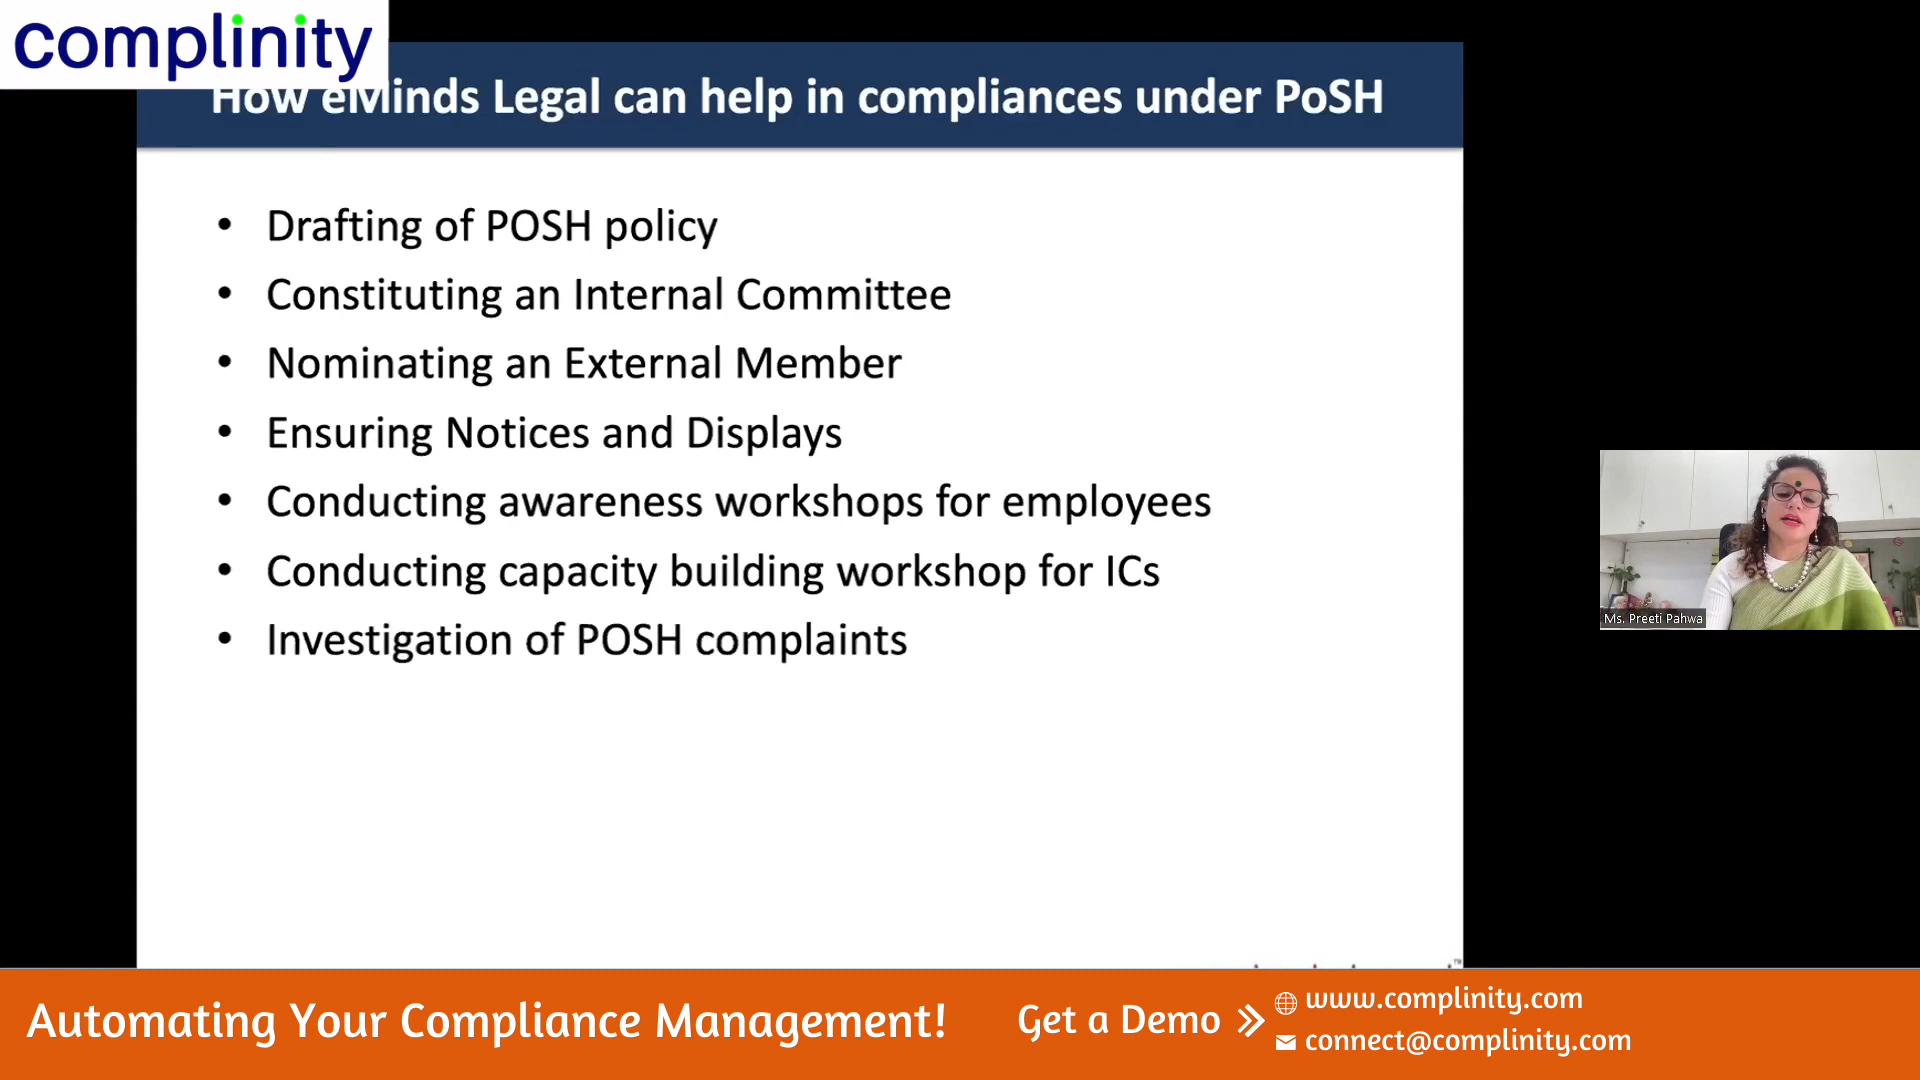 complinity
How eMinds Legal can help in compliances under PoSH
• Drafting of POSH policy
• Constituting an Internal Committee
• Nominating an External Member
• Ensuring Notices and Displays
• Conducting awareness workshops for employees
• Conducting capacity building workshop for ICs
• Investigation of POSH complaints
Ms. Preeti Pahwa
Automating Your Compliance Management!
Get a Demo
www.complinity.com
connect@complinity.com